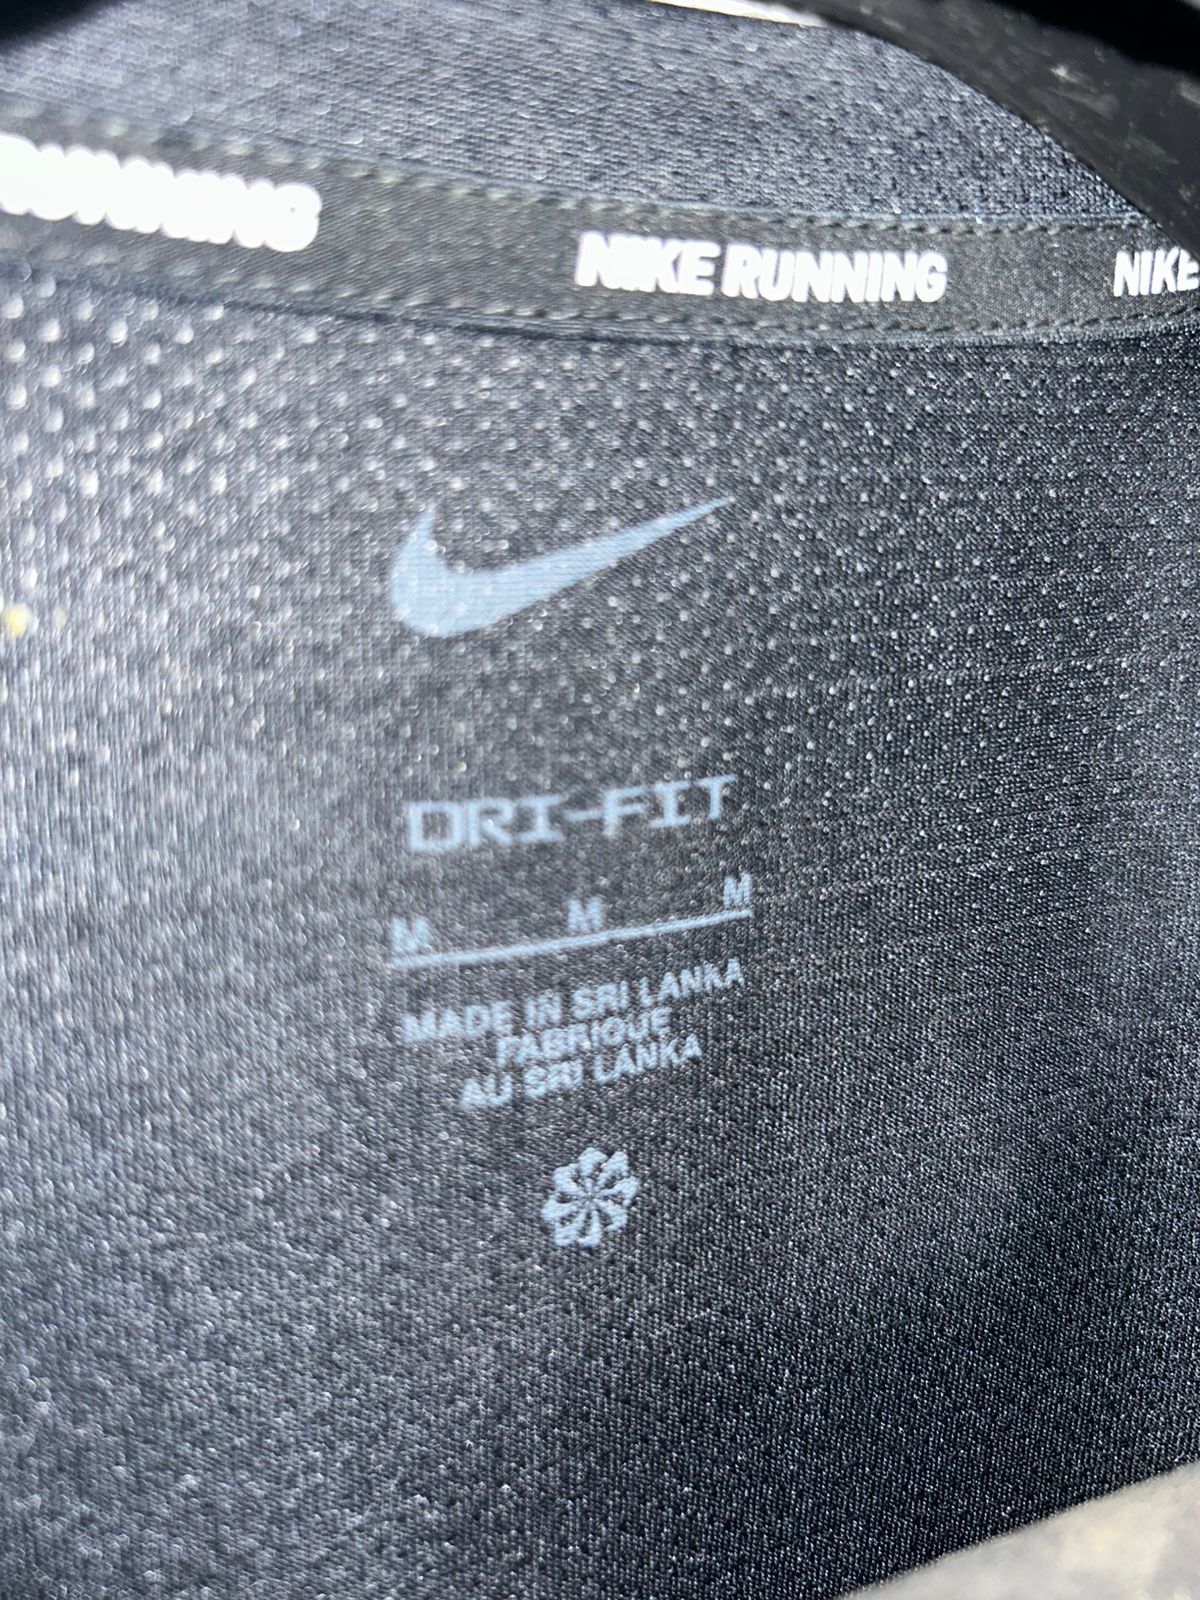 RUNNING
NIKE RUNNING
NIKE
DRI-FIT
M M M
MADE IN SRI LANKA
FABRIQUE
AU SRI LANKA